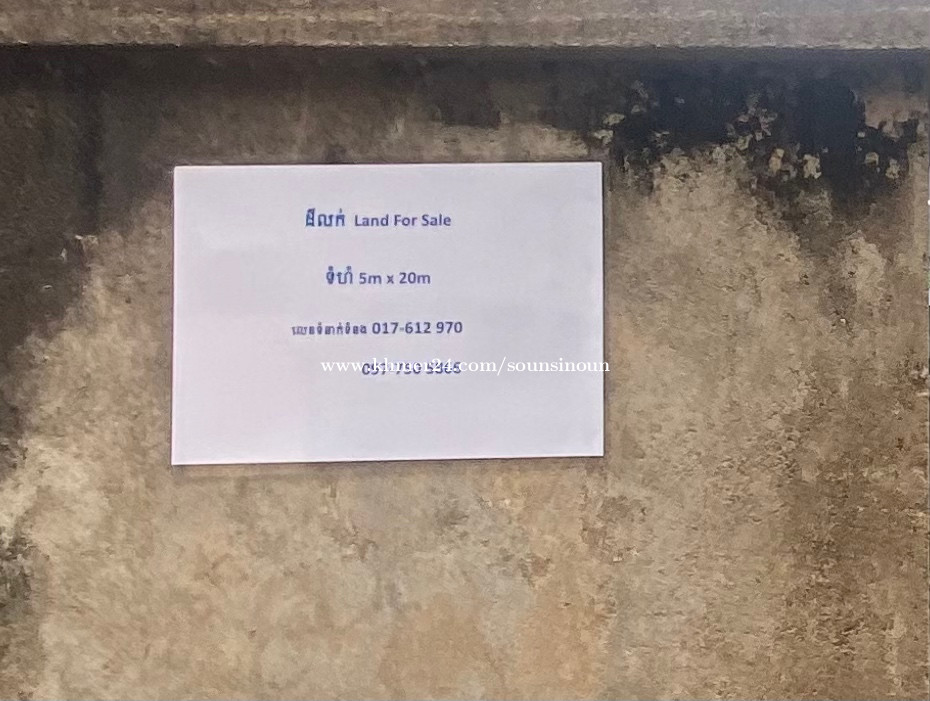 ដីលក់ Land For Sale
ទំហំ 5m x 20m
លេខទំនាក់ទំនង 017-612 970
www.khmer24.com/sounsinoun